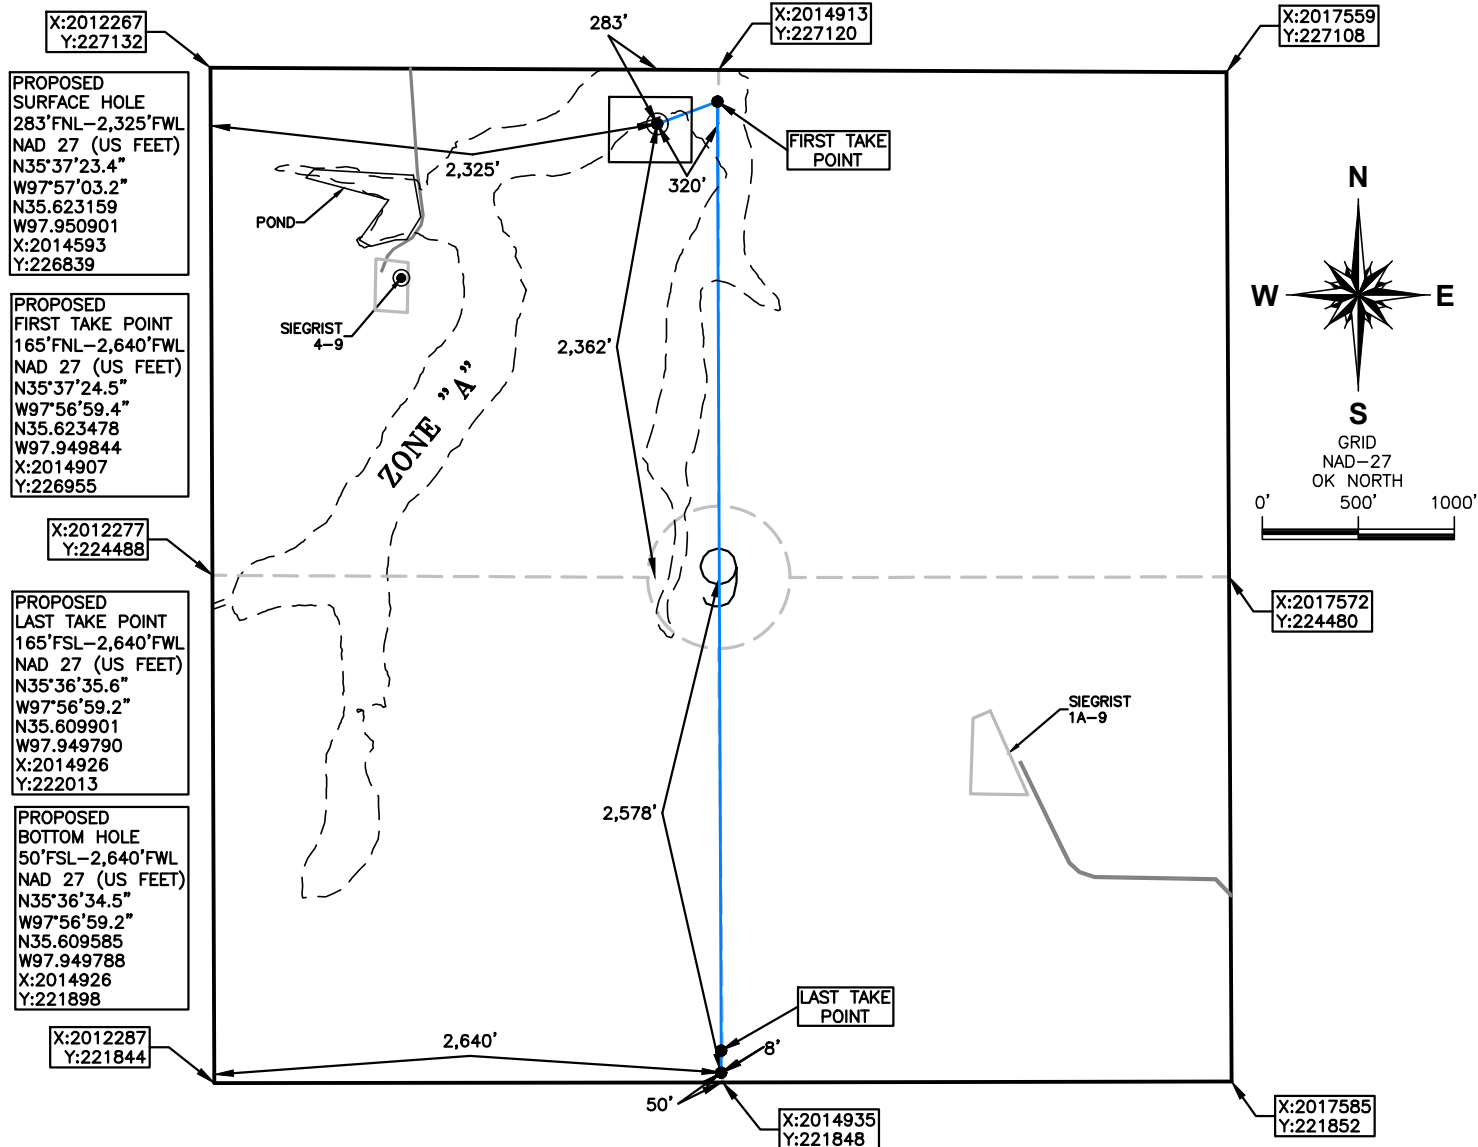 X:2012267
Y:227132
283'
X:2014913
Y:227120
X:2017559
Y:227108
PROPOSED
SURFACE HOLE
283'FNL-2,325'FWL
NAD 27 (US FEET)
N35°37'23.4"
W97°57'03.2"
N35.623159
W97.950901
X:2014593
Y:226839
2,325'
320'
FIRST TAKE
POINT
POND
SIEGRIST
4-9
PROPOSED
FIRST TAKE POINT
165'FNL-2,640'FWL
NAD 27 (US FEET)
N35°37'24.5"
W97°56'59.4"
N35.623478
W97.949844
X:2014907
Y:226955
2,362'
ZONE "A"
N
W
E
S
GRID
NAD-27
OK NORTH
0'
500'
1000'
X:2012277
Y:224488
9
X:2017572
Y:224480
PROPOSED
LAST TAKE POINT
165'FSL-2,640'FWL
NAD 27 (US FEET)
N35°36'35.6"
W97°56'59.2"
N35.609901
W97.949790
X:2014926
Y:222013
SIEGRIST
1A-9
2,578'
PROPOSED
BOTTOM HOLE
50'FSL-2,640'FWL
NAD 27 (US FEET)
N35°36'34.5"
W97°56'59.2"
N35.609585
W97.949788
X:2014926
Y:221898
LAST TAKE
POINT
X:2012287
Y:221844
2,640'
8'
50'
X:2014935
Y:221848
X:2017585
Y:221852